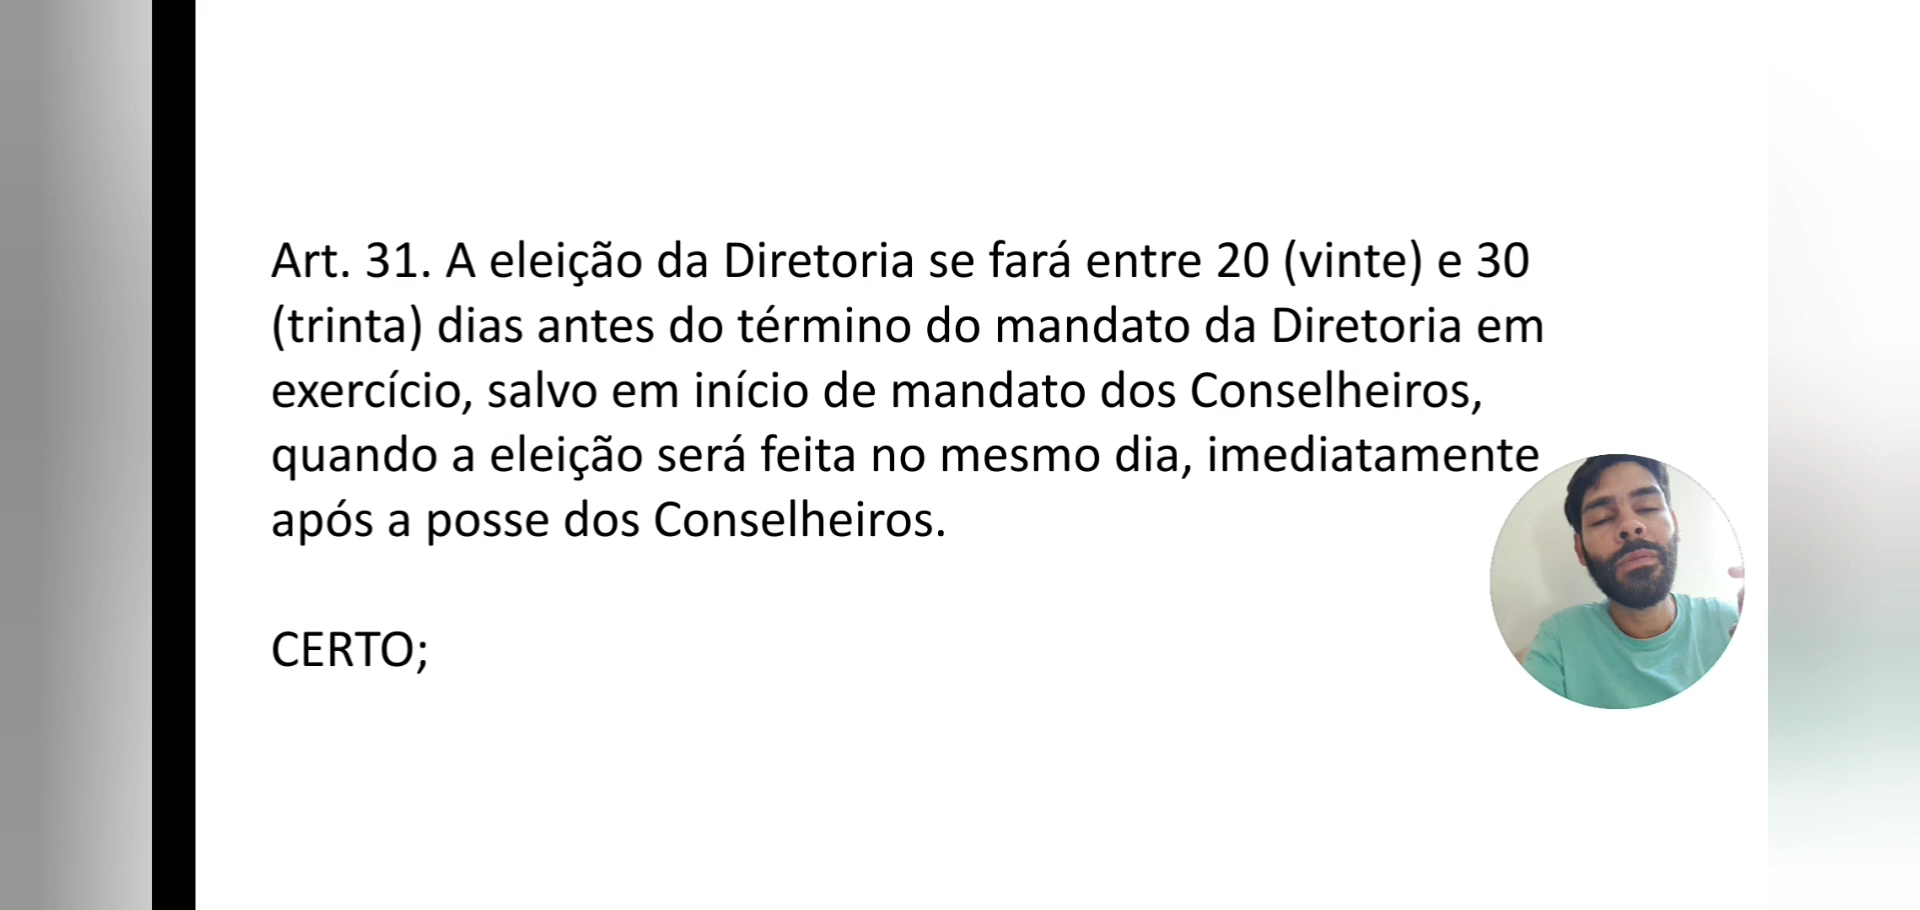 Art. 31. A eleição da Diretoria se fará entre 20 (vinte) e 30
(trinta) dias antes do término do mandato da Diretoria em
exercício, salvo em início de mandato dos Conselheiros,
quando a eleição será feita no mesmo dia, imediatamente
após a posse dos Conselheiros.
CERTO;